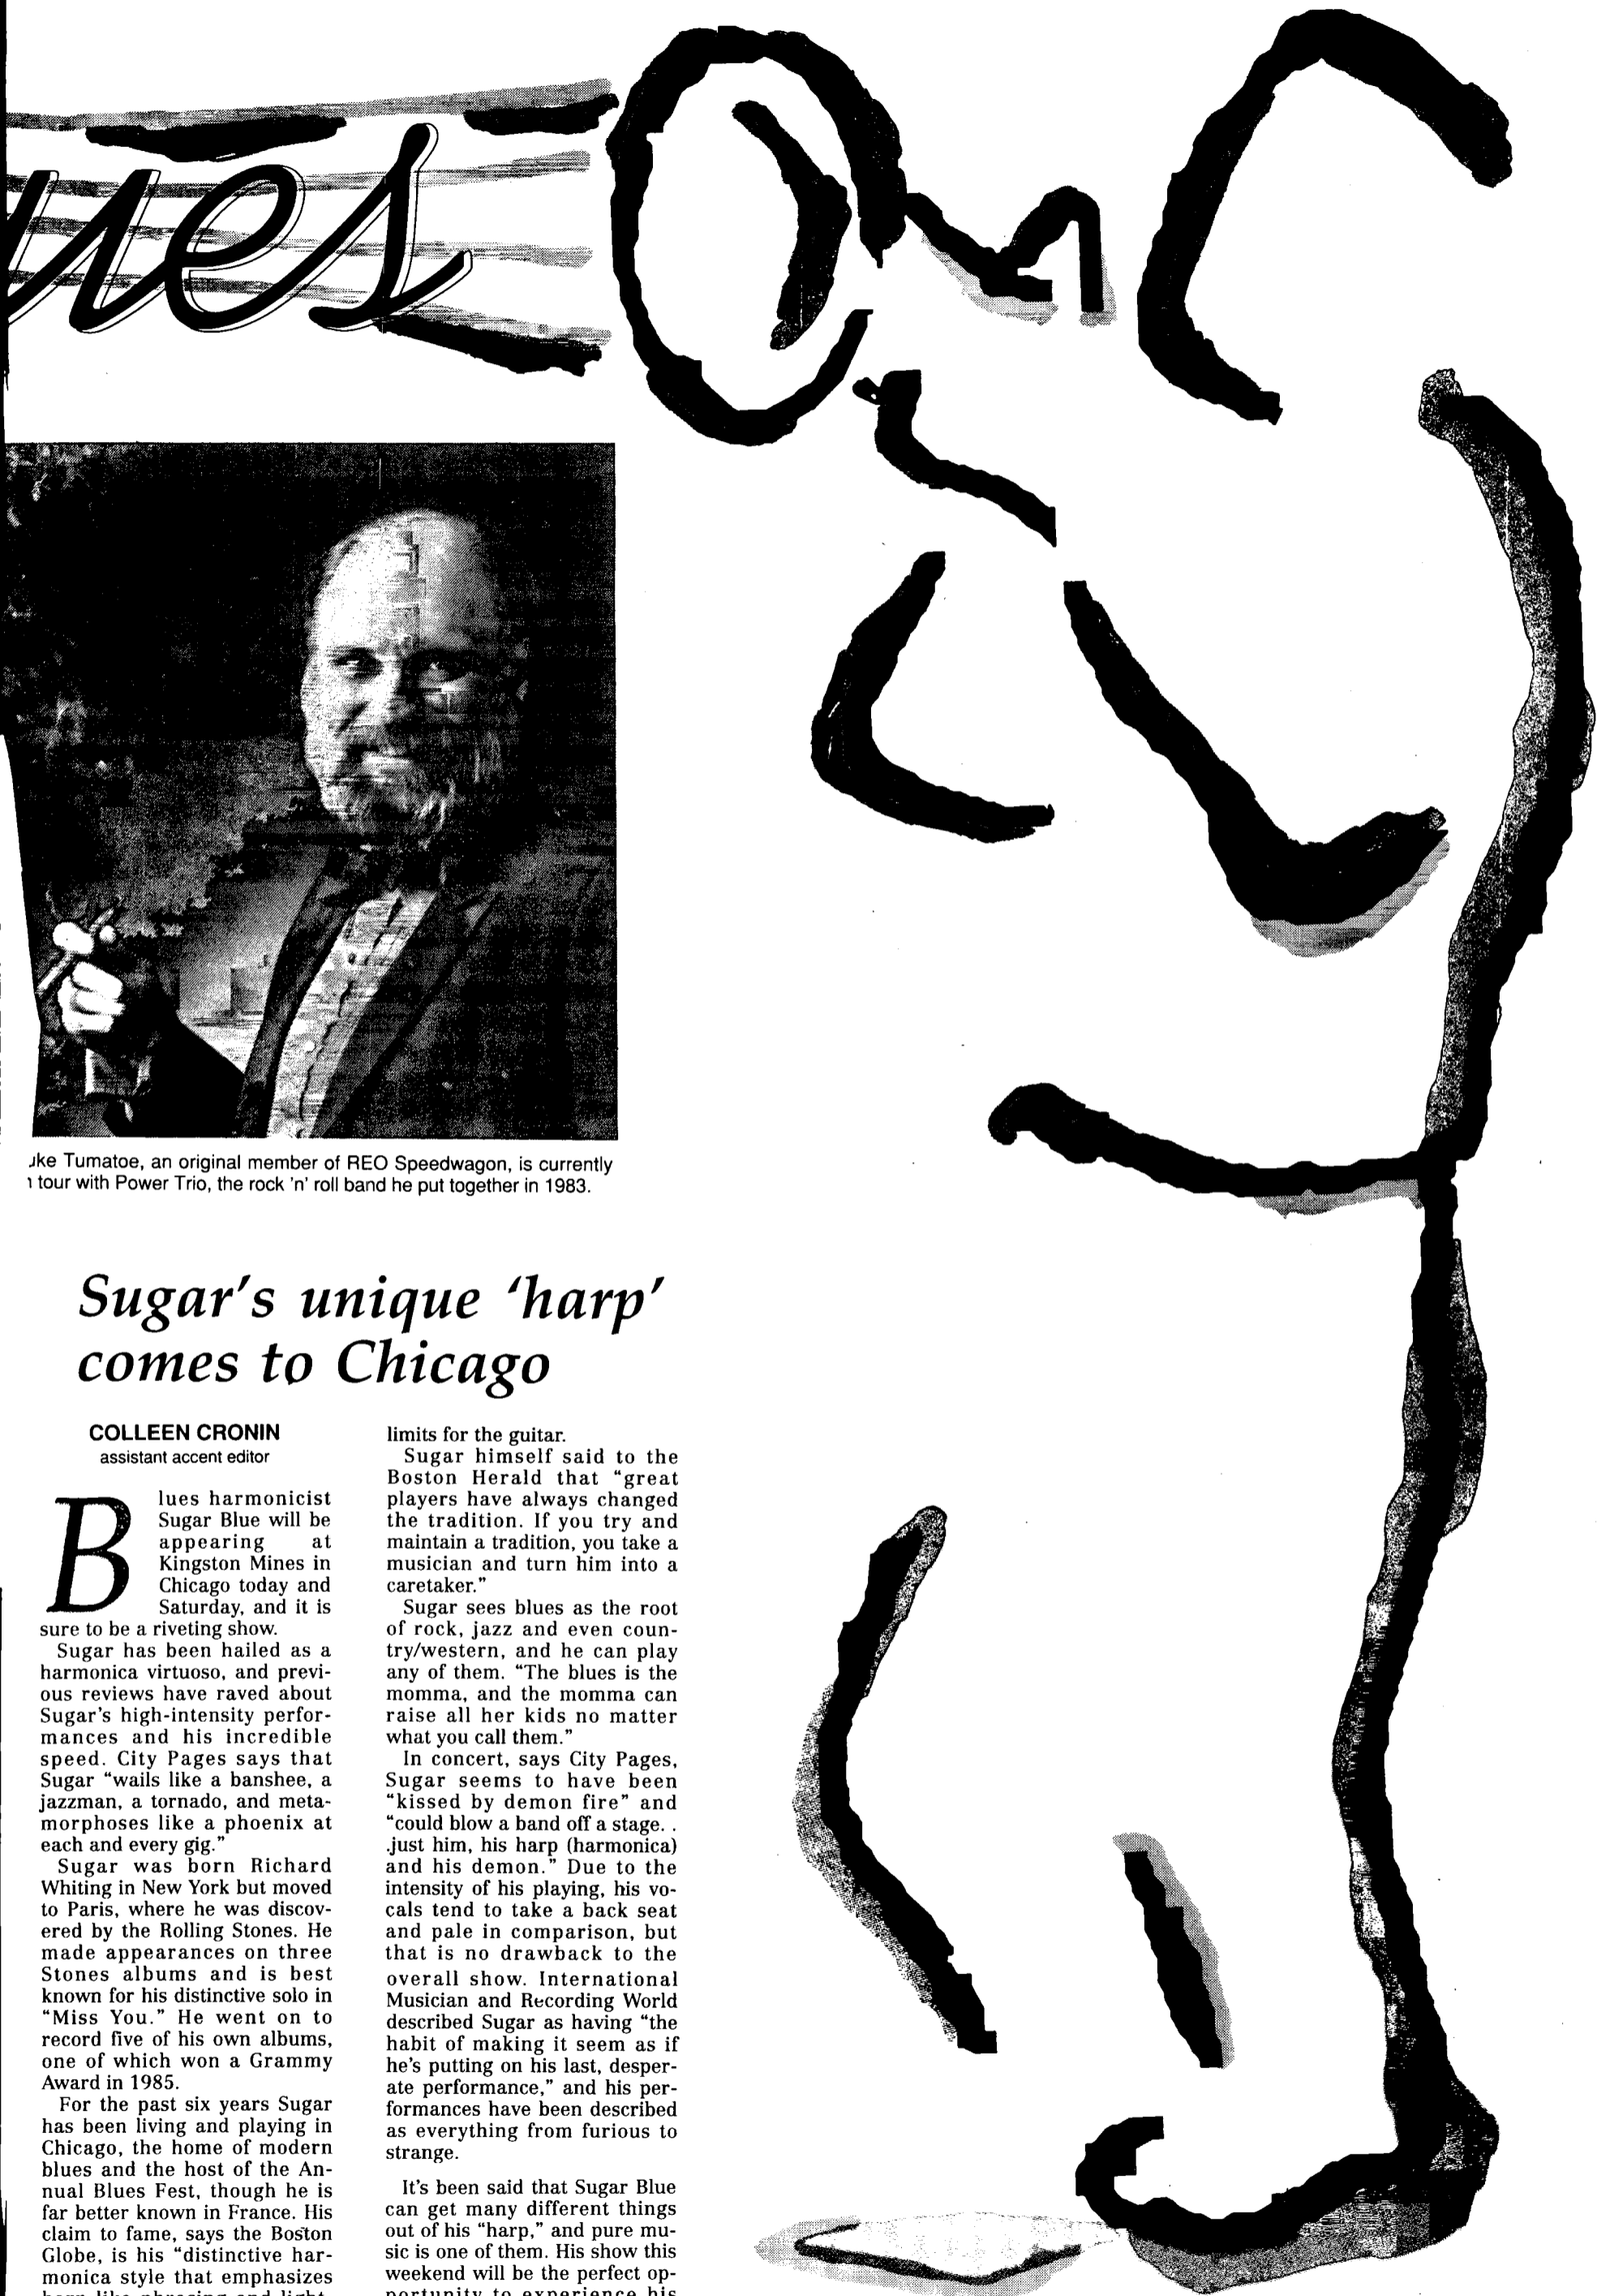 ues
uke Tumatoe, an original member of REO Speedwagon, is currently
tour with Power Trio, the rock 'n' roll band he put together in 1983.
Sugar's unique 'harp'
comes to Chicago
COLLEEN CRONIN
assistant accent editor
Blues harmonicist
Sugar Blue will be
appearing at
Kingston Mines in
Chicago today and
Saturday, and it is
sure to be a riveting show.
Sugar has been hailed as a
harmonica virtuoso, and previ-
ous reviews have raved about
Sugar's high-intensity perfor-
mances and his incredible
speed. City Pages says that
Sugar "wails like a banshee, a
jazzman, a tornado, and meta-
morphoses like a phoenix at
each and every gig."
Sugar was born Richard
Whiting in New York but moved
to Paris, where he was discov-
ered by the Rolling Stones. He
made appearances on three
Stones albums and is best
known for his distinctive solo in
"Miss You." He went on to
record five of his own albums,
one of which won a Grammy
Award in 1985.
For the past six years Sugar
has been living and playing in
Chicago, the home of modern
blues and the host of the An-
nual Blues Fest, though he is
far better known in France. His
claim to fame, says the Boston
Globe, is his "distinctive har-
monica style that emphasizes
limits for the guitar.
Sugar himself said to the
Boston Herald that "great
players have always changed
the tradition. If you try and
maintain a tradition, you take a
musician and turn him into a
caretaker."
Sugar sees blues as the root
of rock, jazz and even coun-
try/western, and he can play
any of them. "The blues is the
momma, and the momma can
raise all her kids no matter
what you call them."
In concert, says City Pages,
Sugar seems to have been
"kissed by demon fire" and
"could blow a band off a stage. .
.just him, his harp (harmonica)
and his demon." Due to the
intensity of his playing, his vo-
cals tend to take a back seat
and pale in comparison, but
that is no drawback to the
overall show. International
Musician and Recording World
described Sugar as having "the
habit of making it seem as if
he's putting on his last, desper-
ate performance," and his per-
formances have been described
as everything from furious to
strange.
It's been said that Sugar Blue
can get many different things
out of his "harp," and pure mu-
sic is one of them. His show this
weekend will be the perfect op-
portunity to experience his